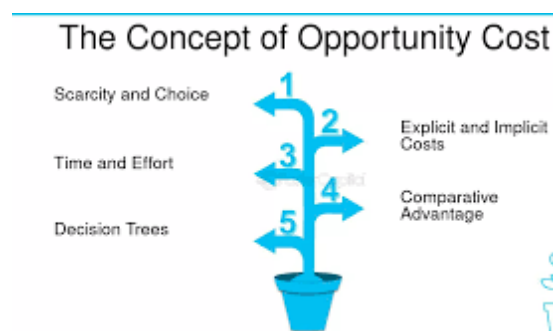 The Concept of Opportunity Cost
1
Scarcity and Choice
2
Explicit and Implicit
Costs
3
Time and Effort
4
Comparative
Advantage
5
Decision Trees